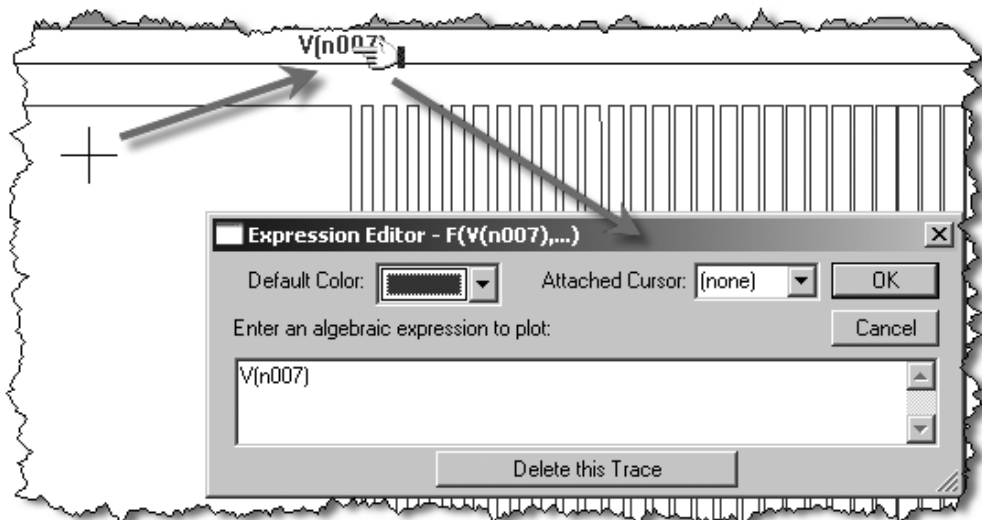 V(n007)
Expression Editor - F(V(n007),...)
Default Color: Attached Cursor: (none) OK
Enter an algebraic expression to plot: Cancel
V(n007)
Delete this Trace